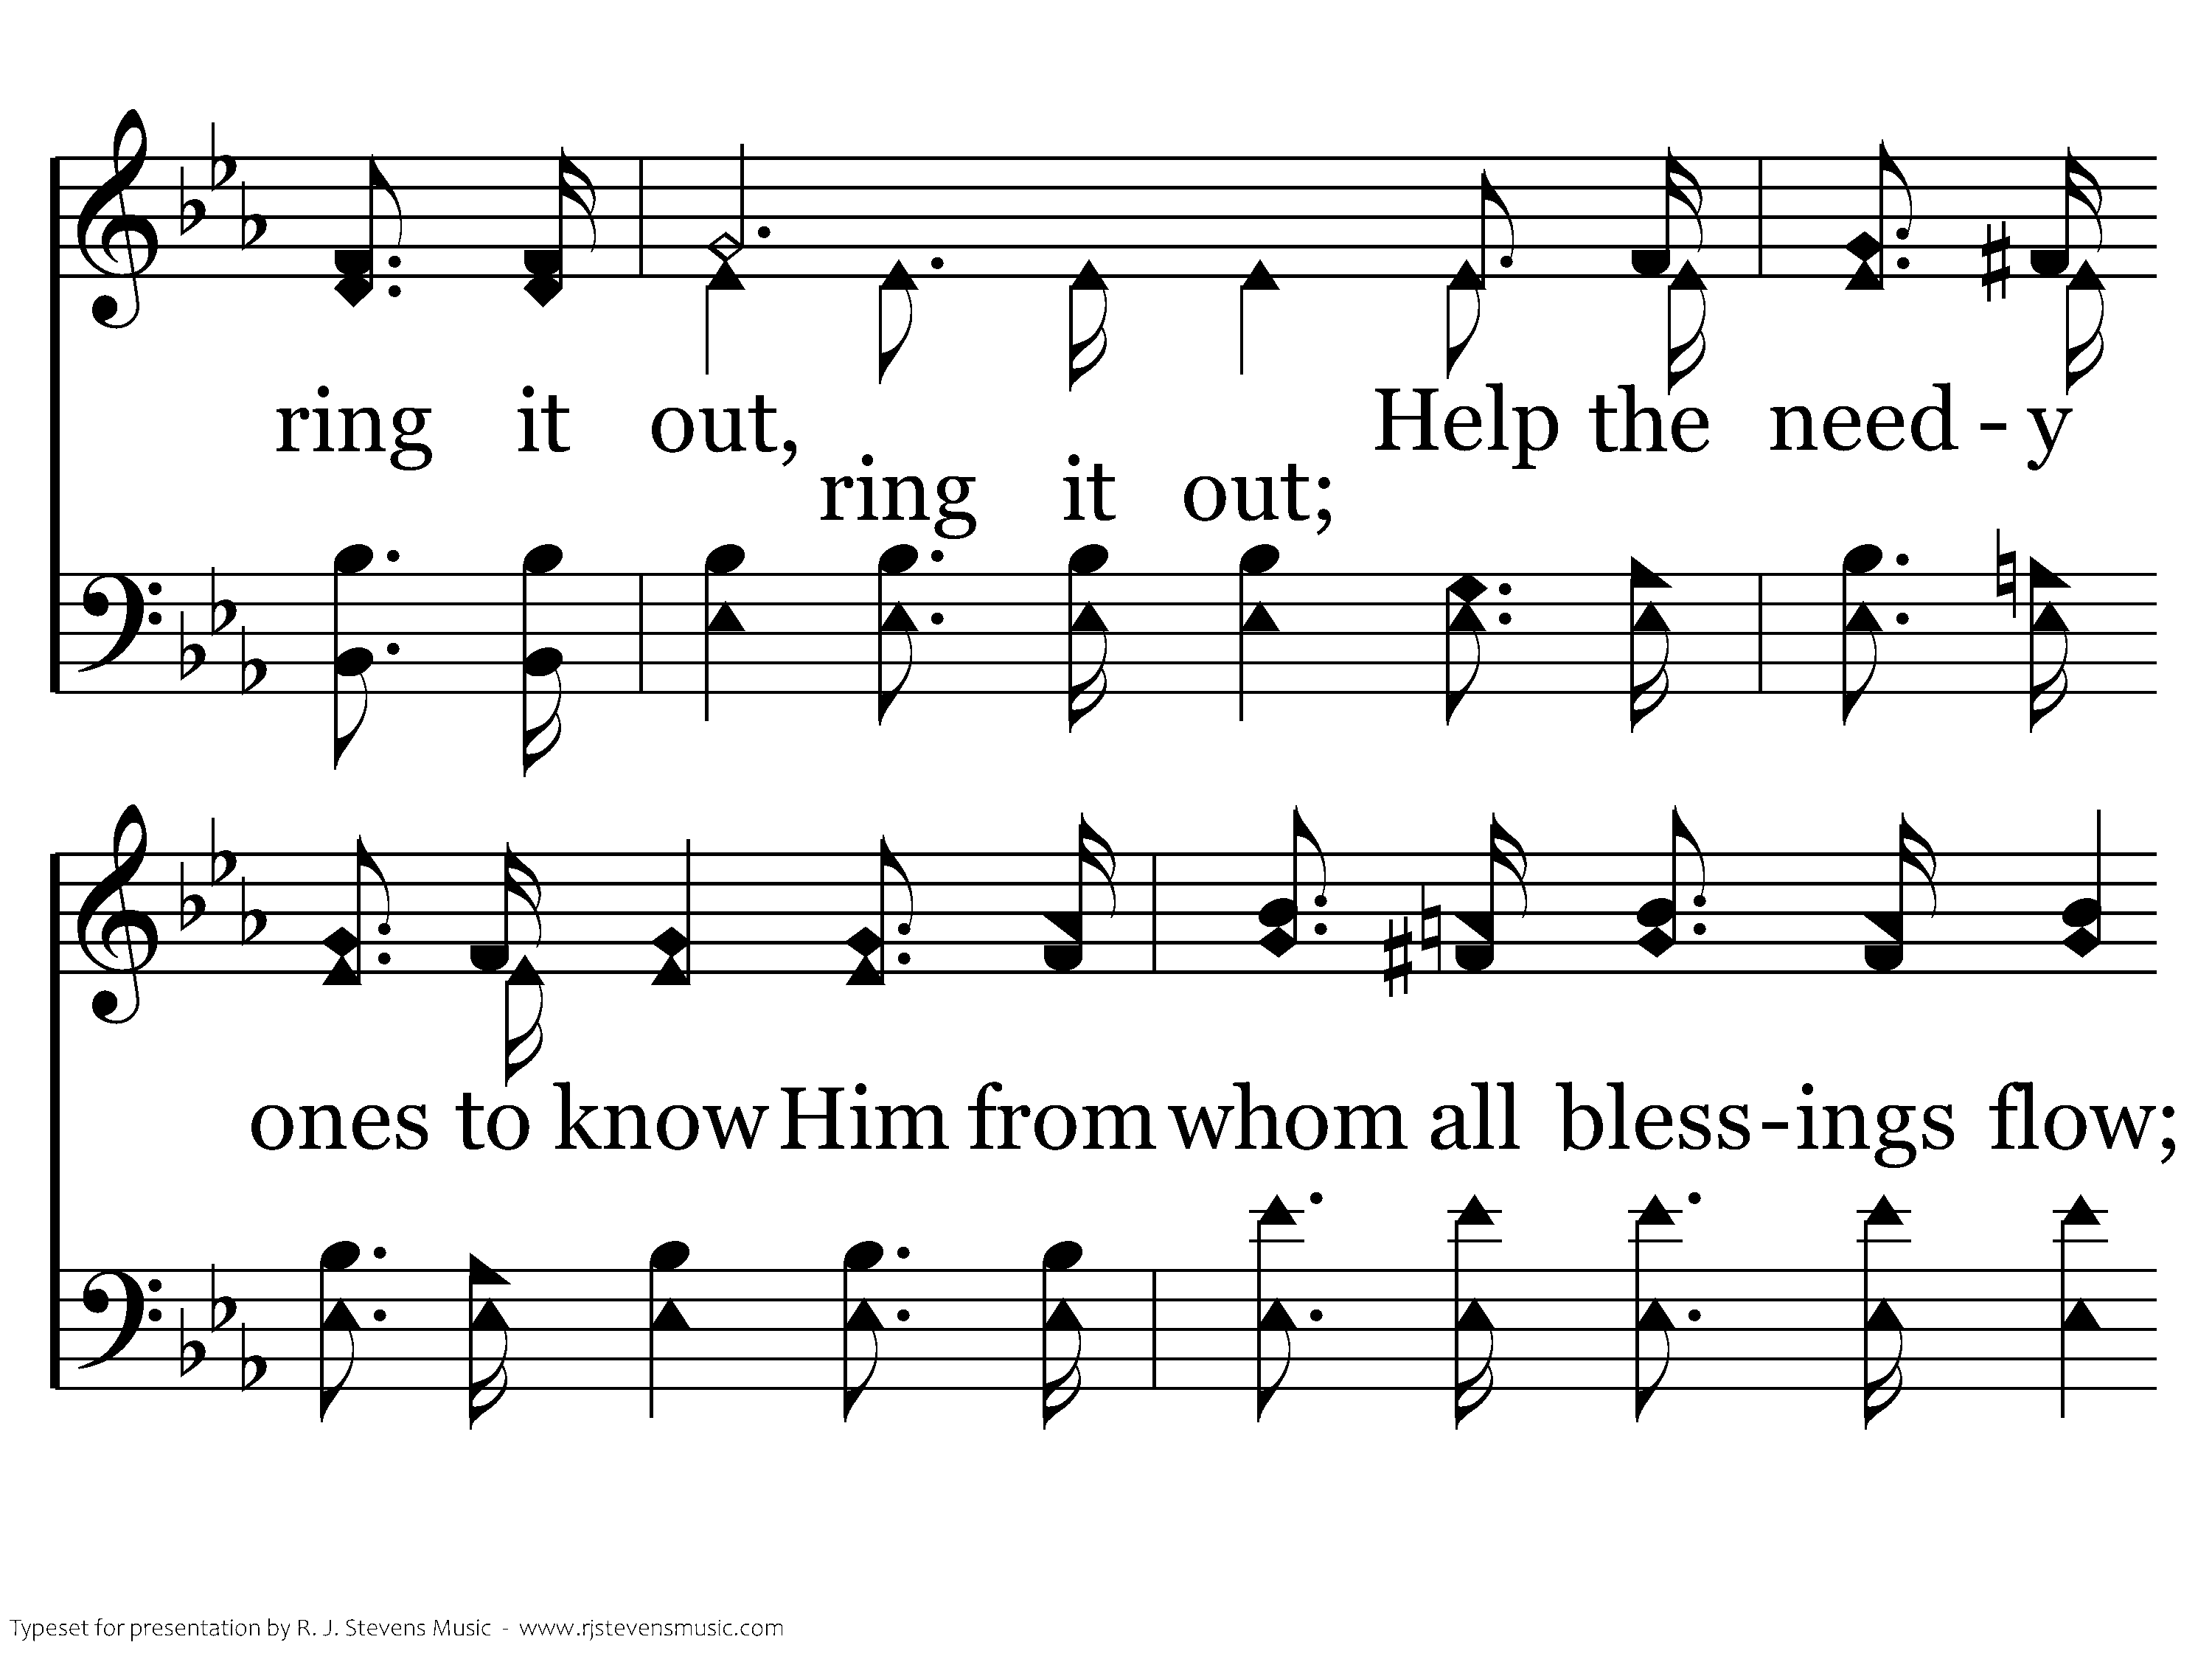 ring it out, Help the need - y
ring it out;
ones to know Him from whom all bless - ings flow;
Typeset for presentation by R. J. Stevens Music - www.rjstevensmusic.com